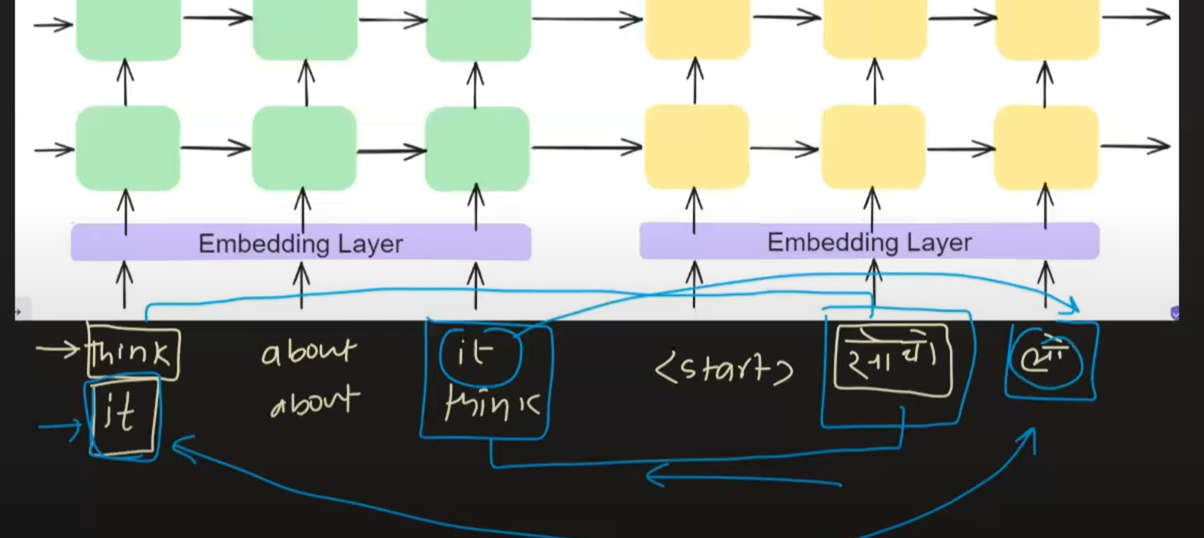 Embedding Layer Embedding Layer
think about it <start>
it about think